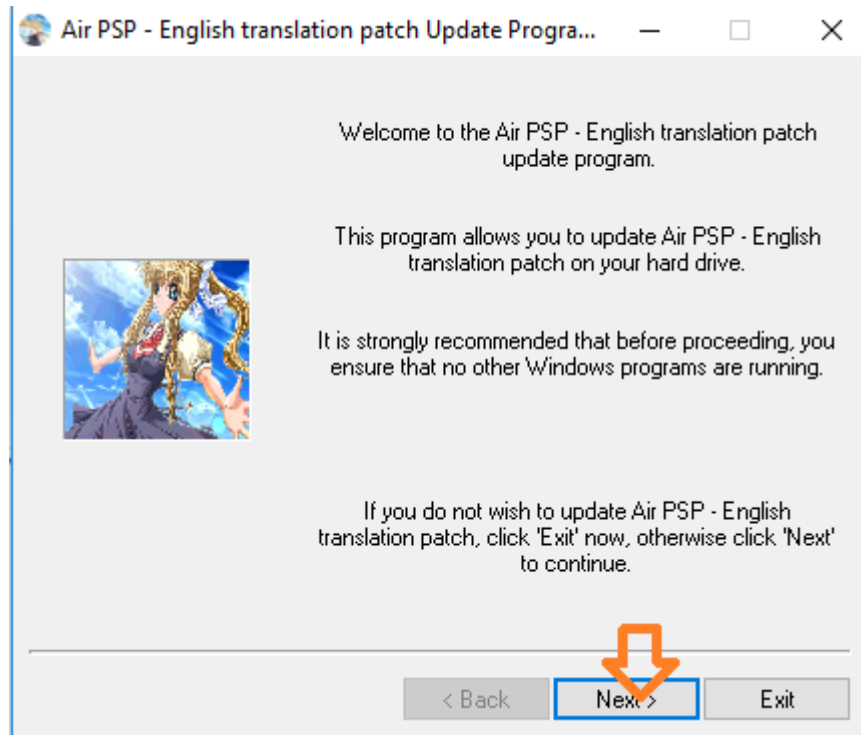 Air PSP - English translation patch Update Progra...
Welcome to the Air PSP - English translation patch
update program.
This program allows you to update Air PSP - English
translation patch on your hard drive.
It is strongly recommended that before proceeding, you
ensure that no other Windows programs are running.
If you do not wish to update Air PSP - English
translation patch, click 'Exit' now, otherwise click 'Next'
to continue.
< Back
Next >
Exit